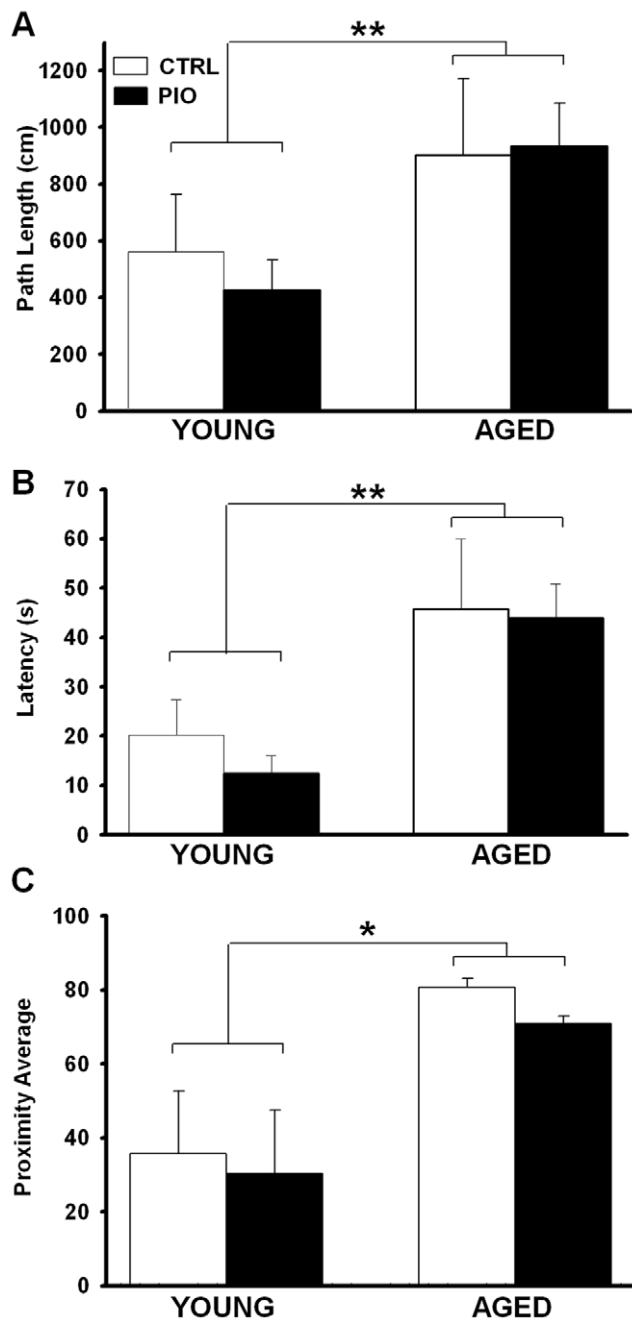 A
**
1200
CTRL
PIO
1000
800
600
400
200
0
Path Length (cm)
YOUNG AGED
B
**
70
60
50
40
30
20
10
0
Latency (s)
YOUNG AGED
C
*
100
80
60
40
20
0
Proximity Average
YOUNG AGED